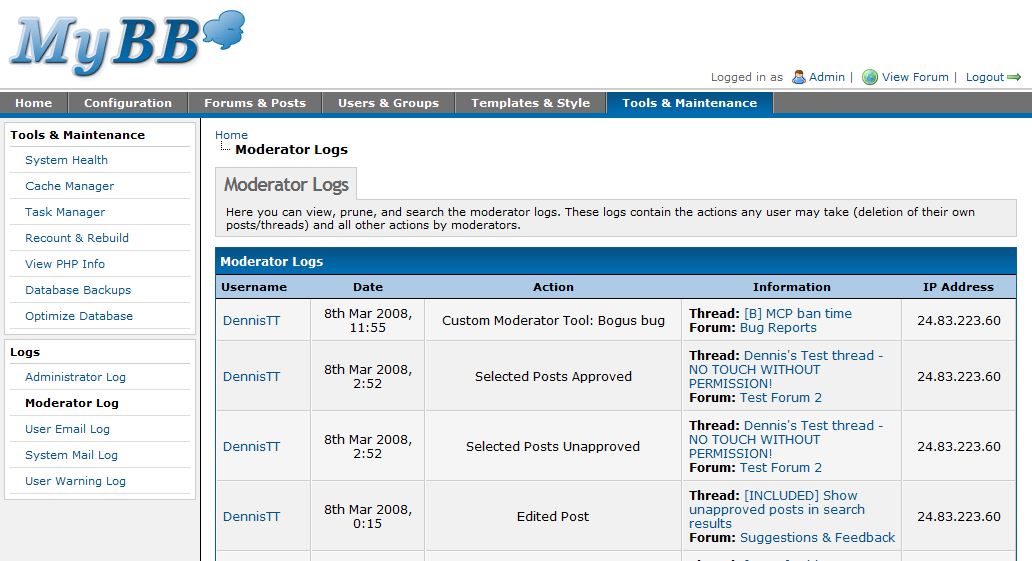 MyBB
Logged in as Admin | View Forum | Logout
Home Configuration Forums & Posts Users & Groups Templates & Style Tools & Maintenance
Tools & Maintenance
System Health
Cache Manager
Task Manager
Recount & Rebuild
View PHP Info
Database Backups
Optimize Database
Logs
Administrator Log
Moderator Log
User Email Log
System Mail Log
User Warning Log
Home
Moderator Logs
Moderator Logs
Here you can view, prune, and search the moderator logs. These logs contain the actions any user may take (deletion of their own
posts/threads) and all other actions by moderators.
Moderator Logs
Username Date Action Information IP Address
DennisTT
8th Mar 2008,
11:55
Custom Moderator Tool: Bogus bug
Thread: [B] MCP ban time
Forum: Bug Reports
24.83.223.60
DennisTT
8th Mar 2008,
2:52
Selected Posts Approved
Thread: Dennis's Test thread -
NO TOUCH WITHOUT
PERMISSION!
Forum: Test Forum 2
24.83.223.60
DennisTT
8th Mar 2008,
2:52
Selected Posts Unapproved
Thread: Dennis's Test thread -
NO TOUCH WITHOUT
PERMISSION!
Forum: Test Forum 2
24.83.223.60
DennisTT
8th Mar 2008,
0:15
Edited Post
Thread: [INCLUDED] Show
unapproved posts in search
results
Forum: Suggestions & Feedback
24.83.223.60